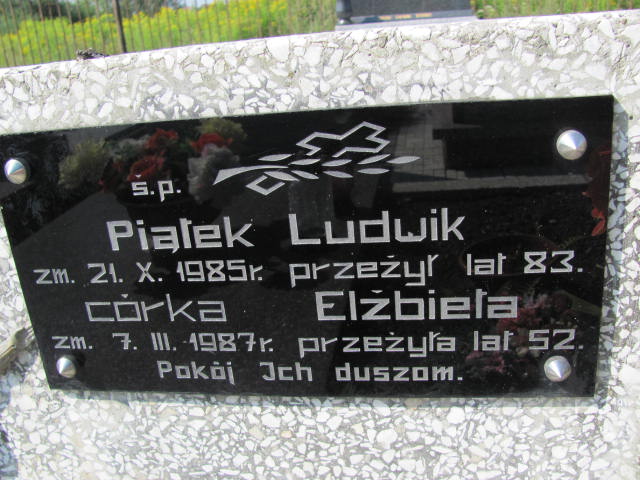 ś.p.
Piątek Ludwik
zm. 21. X. 1985r. przeżył lat 83.
córka Elżbieta
zm. 7. III. 1987r. przeżyła lat 52.
Pokój Ich duszom.